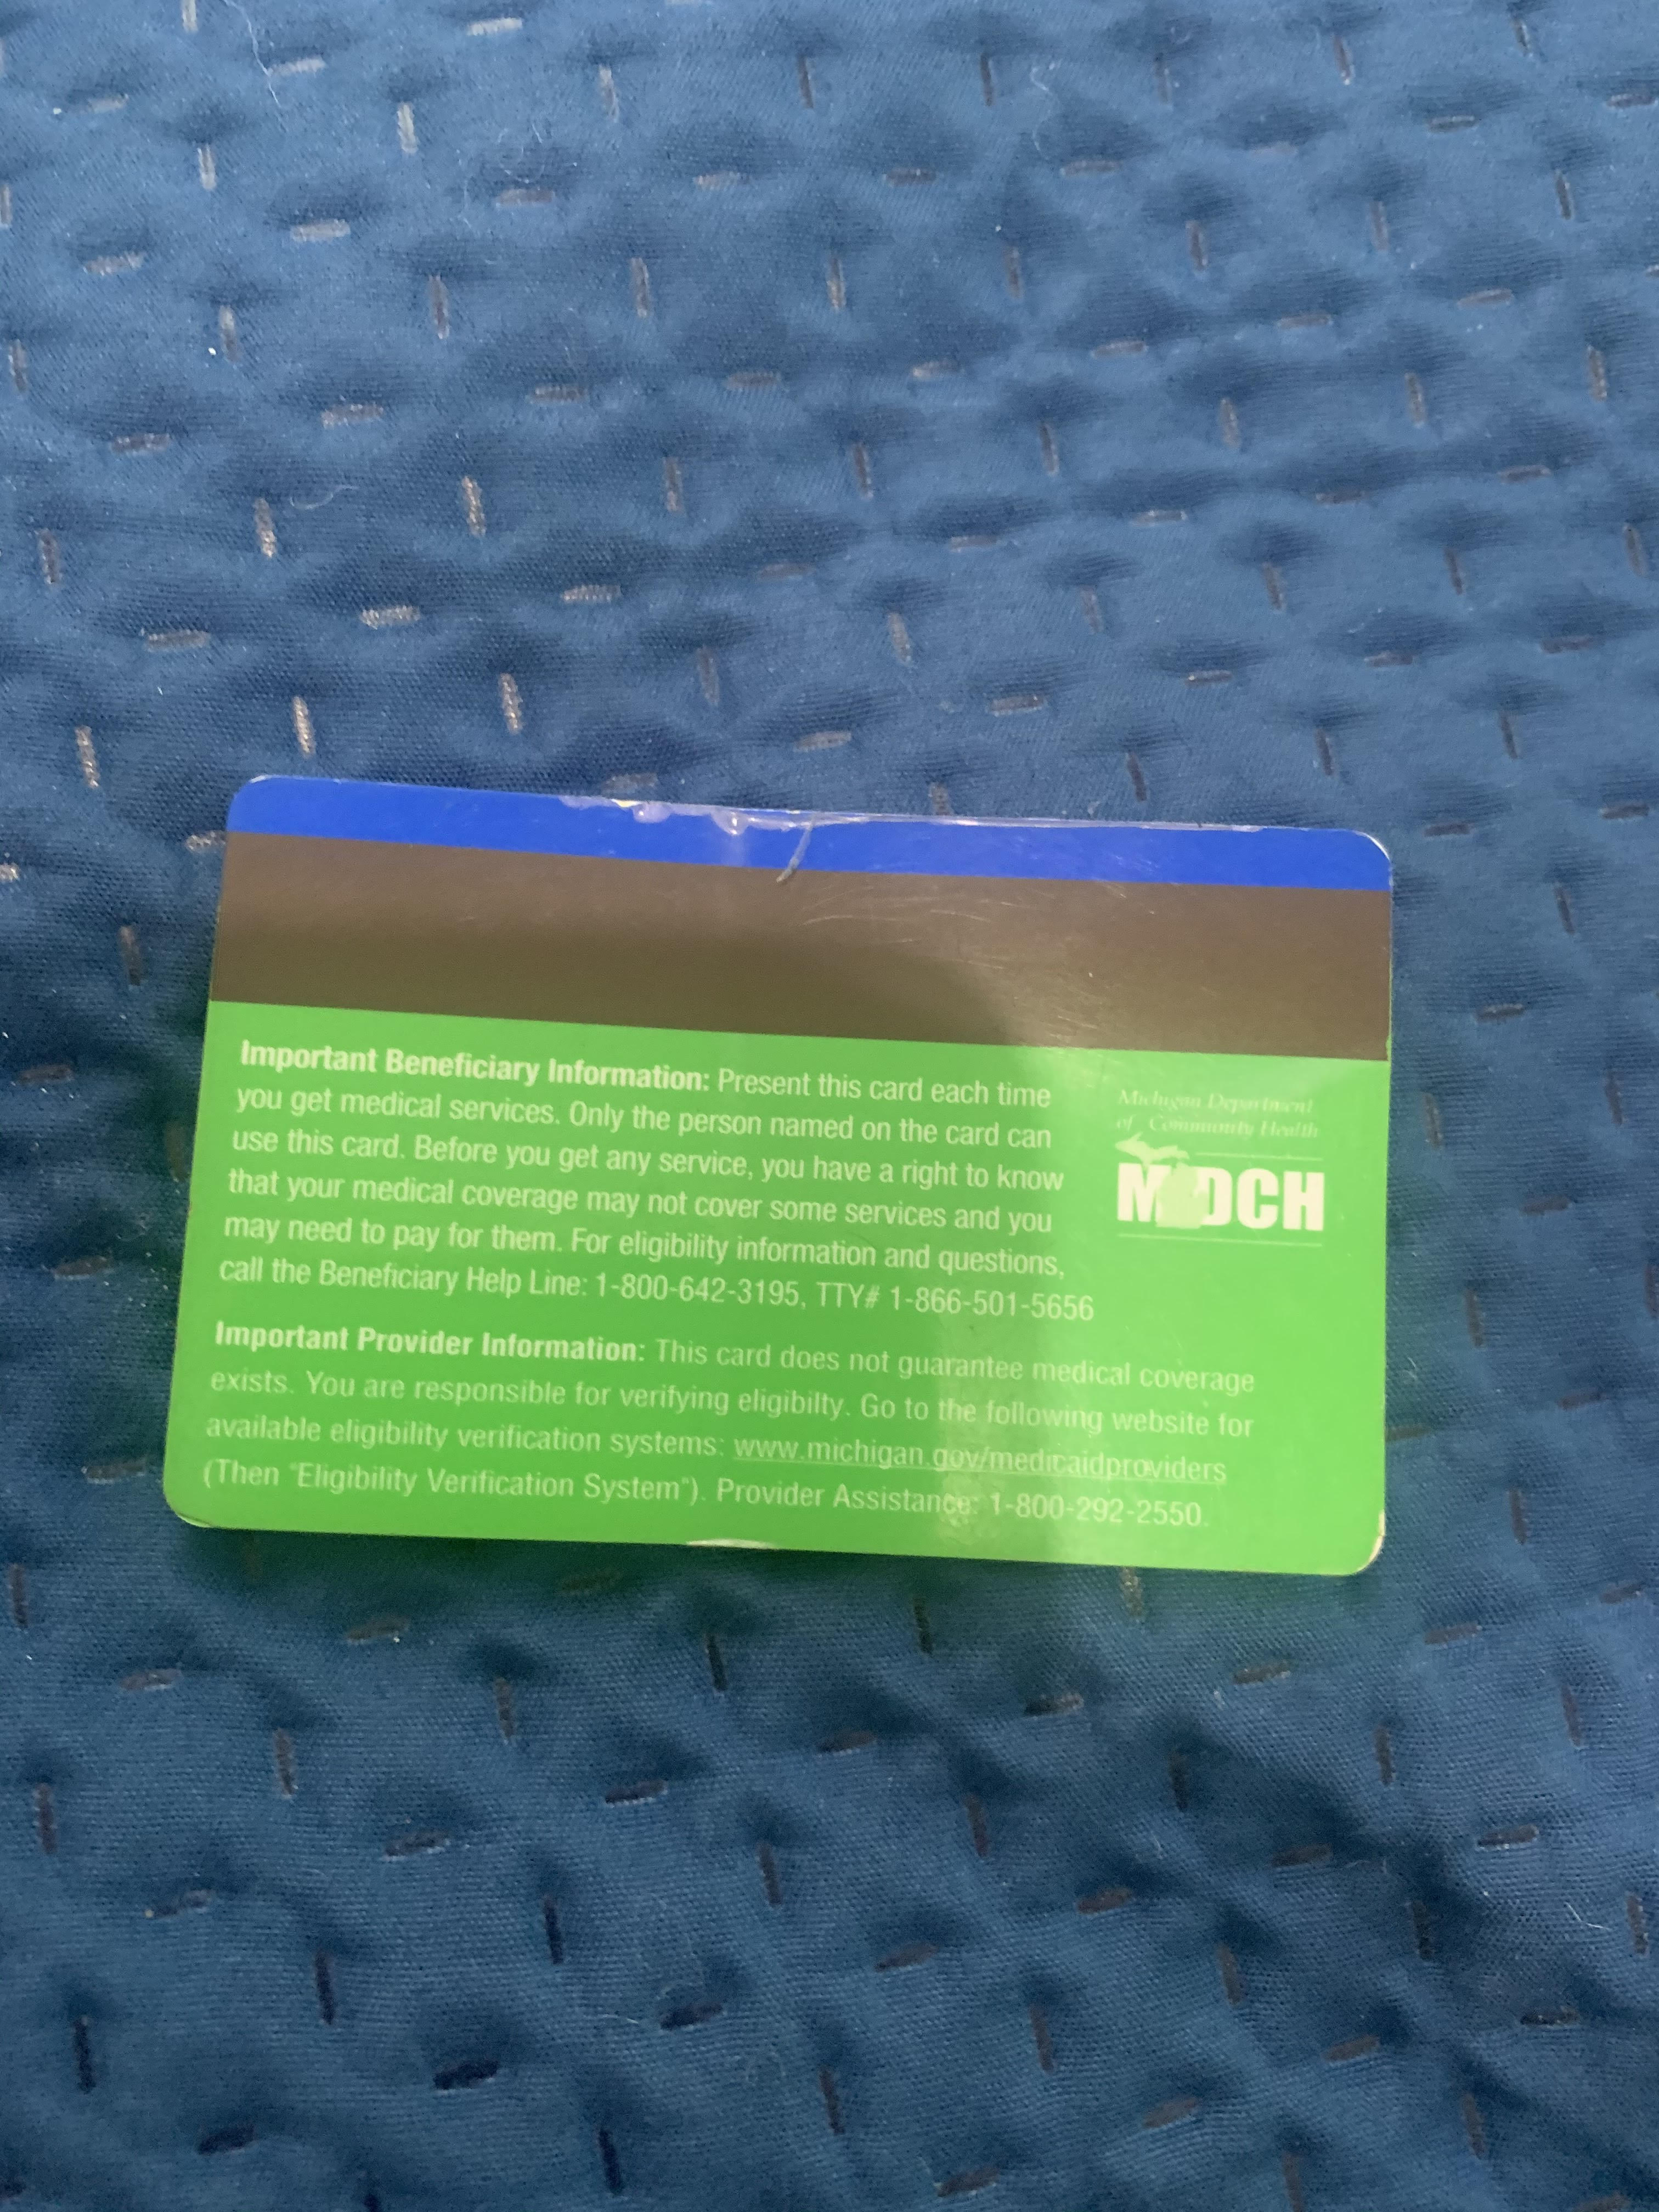 Important Beneficiary Information: Present this card each time
you get medical services. Only the person named on the card can
use this card. Before you get any service, you have a right to know
that your medical coverage may not cover some services and you
may need to pay for them. For eligibility information and questions,
call the Beneficiary Help Line: 1-800-642-3195, TTY# 1-866-501-5656
Michigan Department
of Community Health
MDCH
Important Provider Information: This card does not guarantee medical coverage
exists. You are responsible for verifying eligibilty. Go to the following website for
available eligibility verification systems: www.michigan.gov/medicaidproviders
(Then "Eligibility Verification System"). Provider Assistance: 1-800-292-2550.